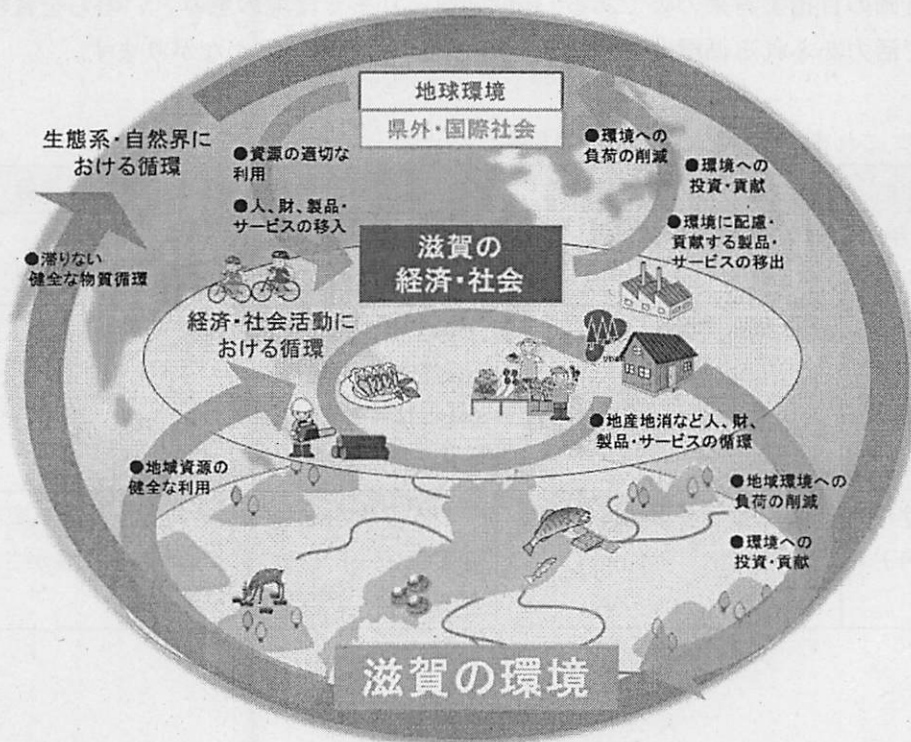 地球環境
県外・国際社会
生態系・自然界に
おける循環
●資源の適切な
利用
●人、財、製品・
サービスの移入
●環境への
負荷の削減
●環境への
投資・貢献
●環境に配慮・
貢献する製品・
サービスの移出
●滞りない
健全な物質循環
滋賀の
経済・社会
経済・社会活動に
おける循環
●地産地消など人、財、
製品・サービスの循環
●地域資源の
健全な利用
●地域環境への
負荷の削減
●環境への
投資・貢献
滋賀の環境